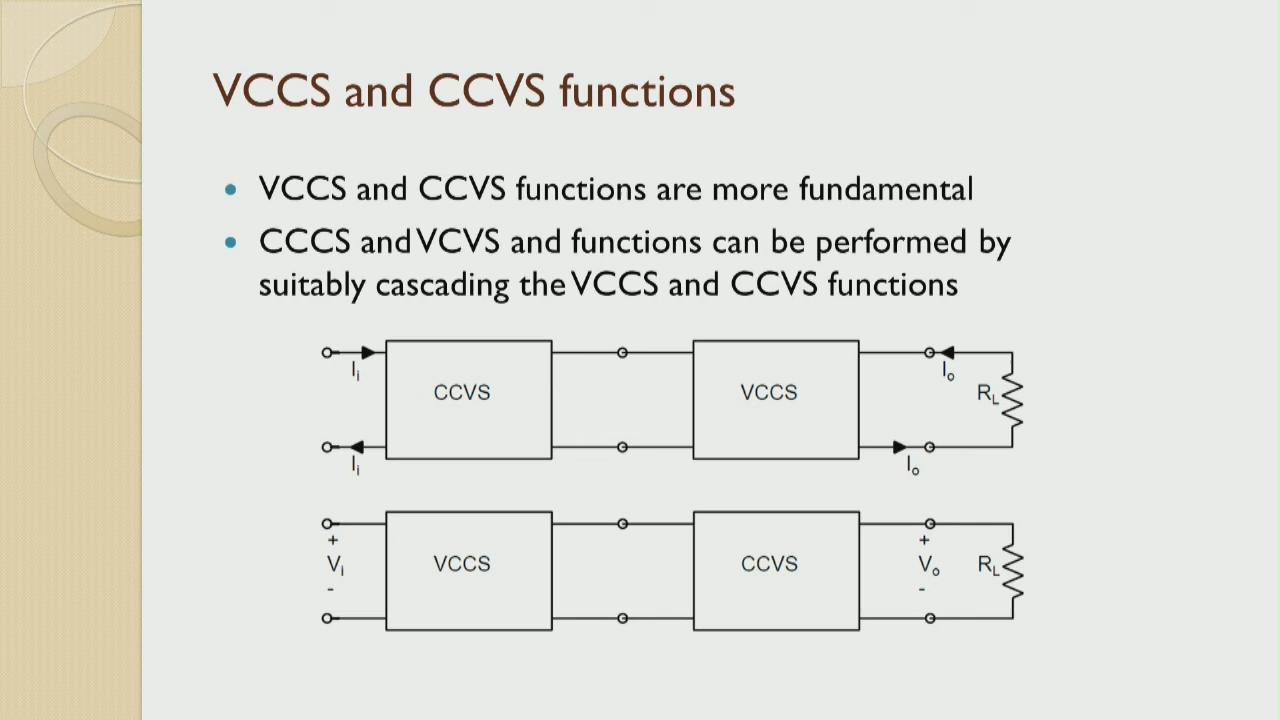 VCCS and CCVS functions
• VCCS and CCVS functions are more fundamental
• CCCS and VCVS and functions can be performed by
suitably cascading the VCCS and CCVS functions
Ii
CCVS
VCCS
Io
RL
Ii
Io
+
Vi
-
VCCS
CCVS
+
Vo
-
RL